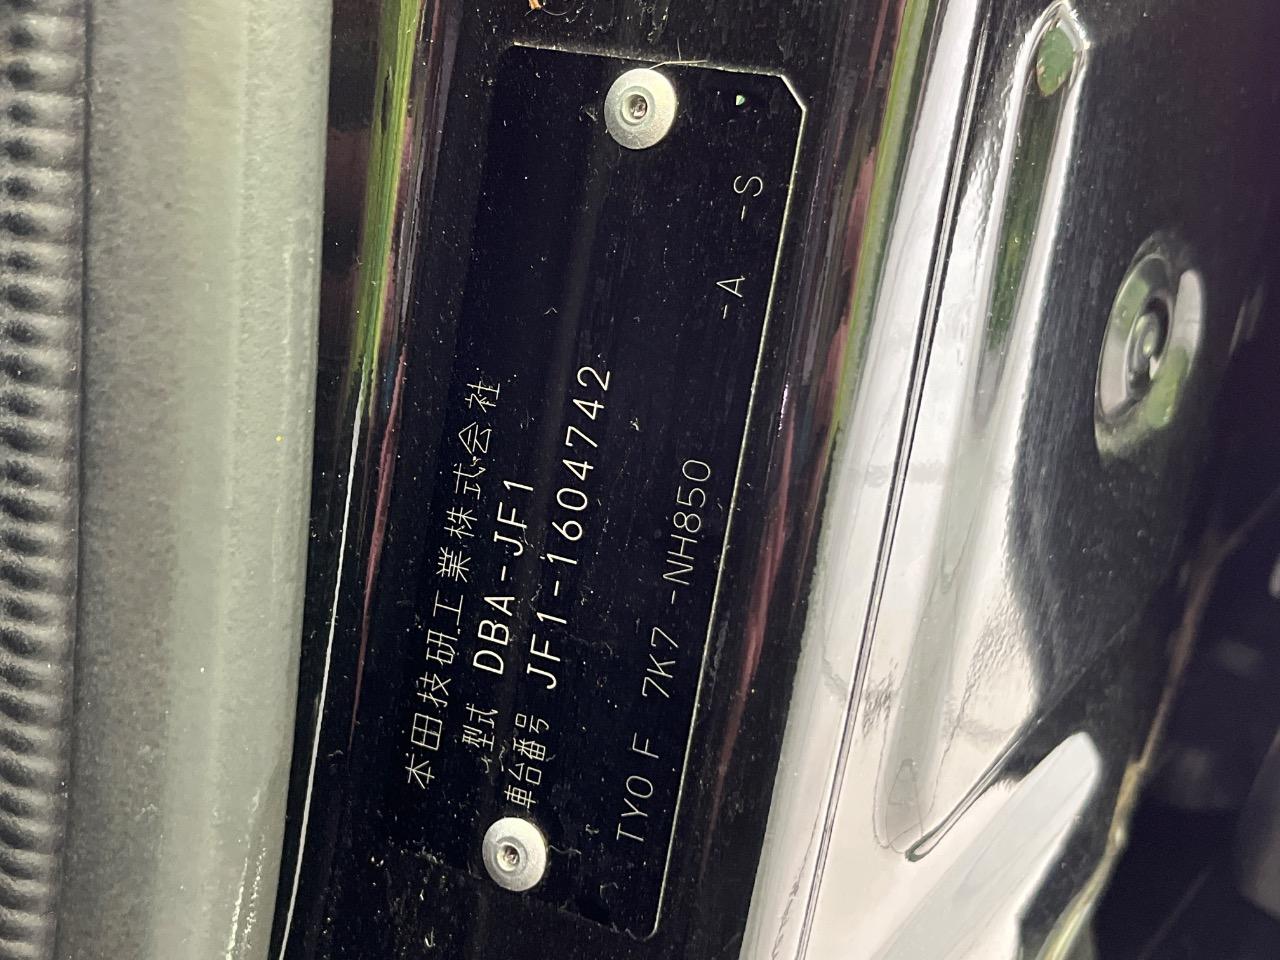 本田技研工業株式会社
型式 DBA-JF1
車台番号 JF1-1604742
TYO F 7K7 -NH850 -A -S